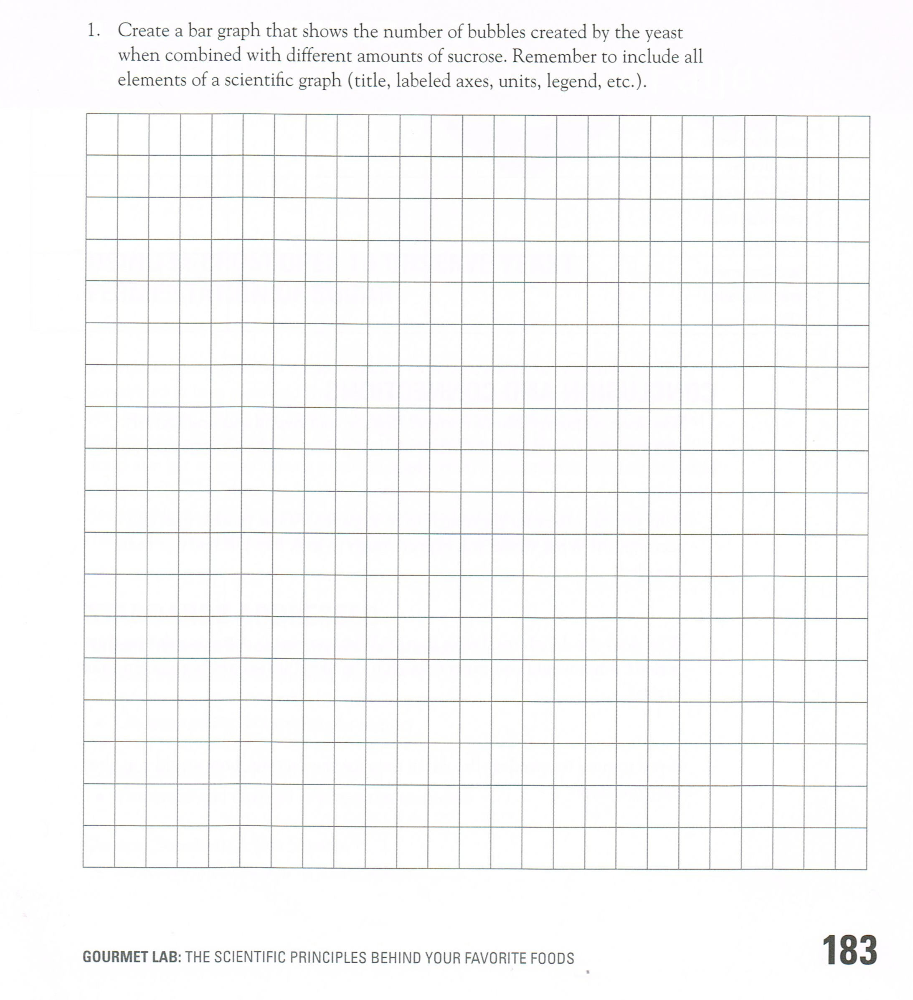 1. Create a bar graph that shows the number of bubbles created by the yeast
when combined with different amounts of sucrose. Remember to include all
elements of a scientific graph (title, labeled axes, units, legend, etc.).
GOURMET LAB: THE SCIENTIFIC PRINCIPLES BEHIND YOUR FAVORITE FOODS
183